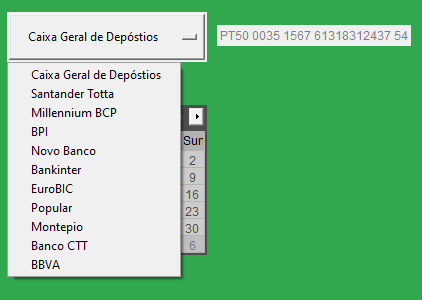 Caixa Geral de Depóstios
PT50 0035 1567 61318312437 54
Caixa Geral de Depóstios
Santander Totta
Millennium BCP
BPI
Novo Banco
Bankinter
EuroBIC
Popular
Montepio
Banco CTT
BBVA
Sun
2
9
16
23
30
6